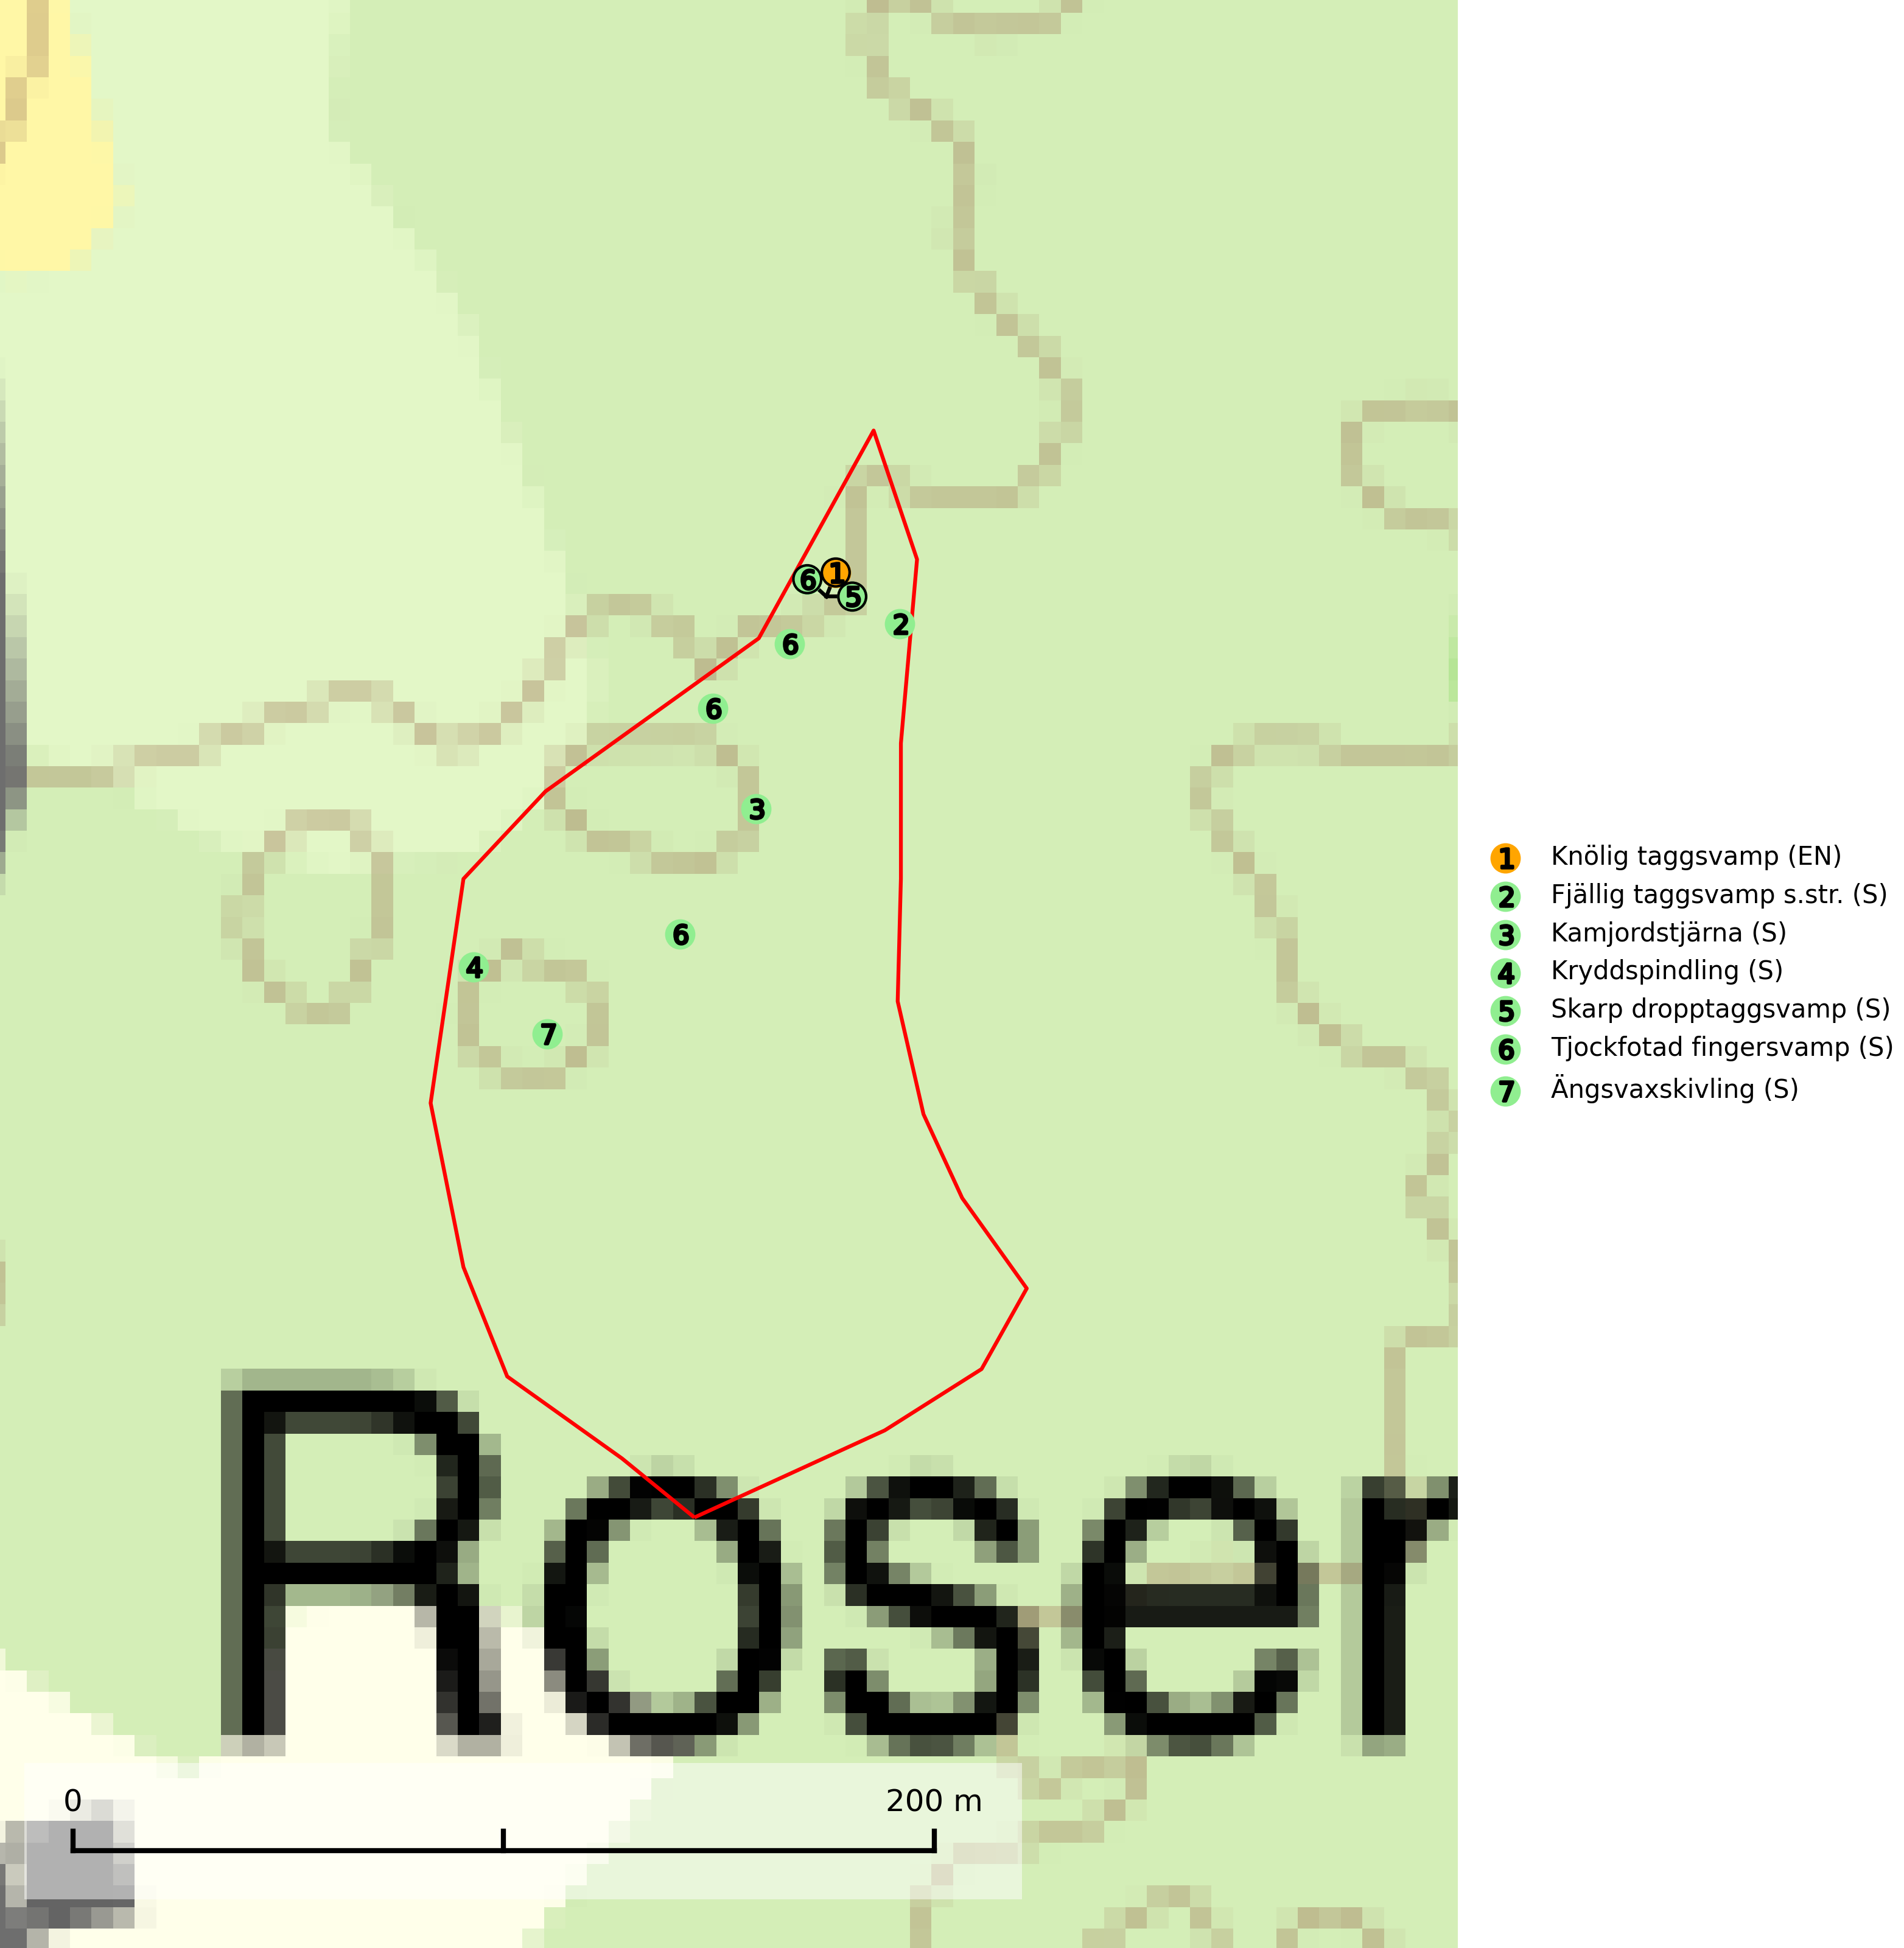 1
6
5
2
6
6
3
6
4
7
1 Knölig taggsvamp (EN)
2 Fjällig taggsvamp s.str. (S)
3 Kamjordstjärna (S)
4 Kryddspindling (S)
5 Skarp dropptaggsvamp (S)
6 Tjockfotad fingersvamp (S)
7 Ängsvaxskivling (S)
Roser
0 200 m